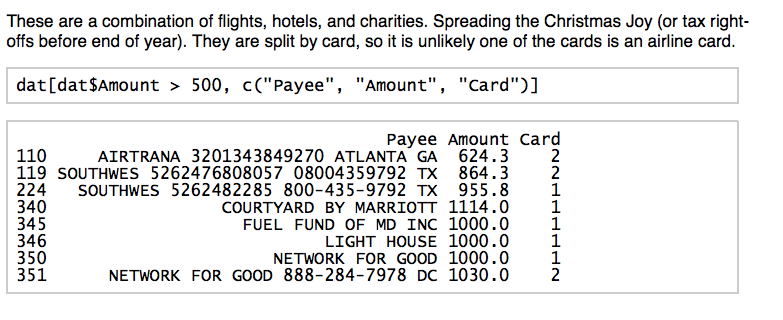 These are a combination of flights, hotels, and charities. Spreading the Christmas Joy (or tax right-
offs before end of year). They are split by card, so it is unlikely one of the cards is an airline card.
dat[dat$Amount > 500, c("Payee", "Amount", "Card")]
Payee Amount Card
110 AIRTRANA 3201343849270 ATLANTA GA 624.3 2
119 SOUTHWES 5262476808057 08004359792 TX 864.3 2
224 SOUTHWES 5262482285 800-435-9792 TX 955.8 1
340 COURTYARD BY MARRIOTT 1114.0 1
345 FUEL FUND OF MD INC 1000.0 1
346 LIGHT HOUSE 1000.0 1
350 NETWORK FOR GOOD 1000.0 1
351 NETWORK FOR GOOD 888-284-7978 DC 1030.0 2